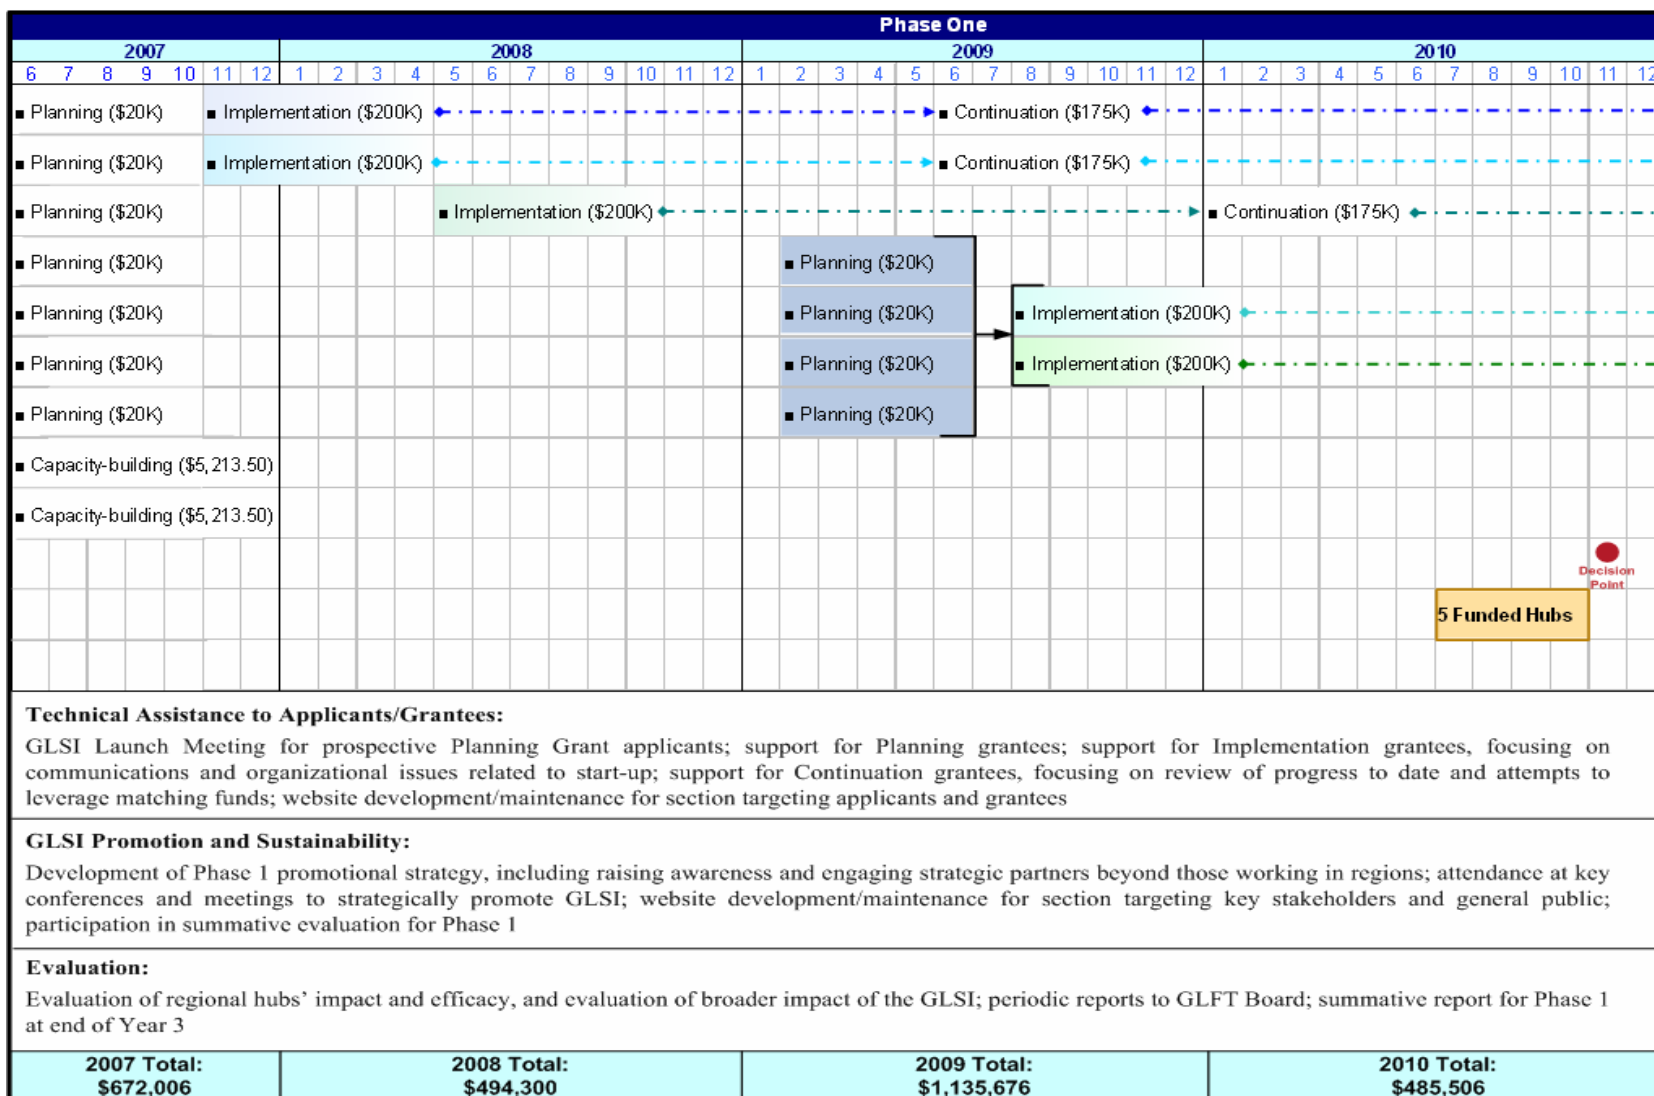 Phase One
2007 2008 2009 2010
6 7 8 9 10 11 12 1 2 3 4 5 6 7 8 9 10 11 12 1 2 3 4 5 6 7 8 9 10 11 12 1 2 3 4 5 6 7 8 9 10 11 12
▪ Planning ($20K) ▪ Implementation ($200K) ▪ Continuation ($175K)
▪ Planning ($20K) ▪ Implementation ($200K) ▪ Continuation ($175K)
▪ Planning ($20K) ▪ Implementation ($200K) ▪ Continuation ($175K)
▪ Planning ($20K) ▪ Planning ($20K)
▪ Planning ($20K) ▪ Planning ($20K) ▪ Implementation ($200K)
▪ Planning ($20K) ▪ Planning ($20K) ▪ Implementation ($200K)
▪ Planning ($20K) ▪ Planning ($20K)
▪ Capacity-building ($5,213.50)
▪ Capacity-building ($5,213.50)
Decision
Point
5 Funded Hubs
Technical Assistance to Applicants/Grantees:
GLSI Launch Meeting for prospective Planning Grant applicants; support for Planning grantees; support for Implementation grantees, focusing on
communications and organizational issues related to start-up; support for Continuation grantees, focusing on review of progress to date and attempts to
leverage matching funds; website development/maintenance for section targeting applicants and grantees
GLSI Promotion and Sustainability:
Development of Phase 1 promotional strategy, including raising awareness and engaging strategic partners beyond those working in regions; attendance at key
conferences and meetings to strategically promote GLSI; website development/maintenance for section targeting key stakeholders and general public;
participation in summative evaluation for Phase 1
Evaluation:
Evaluation of regional hubs' impact and efficacy, and evaluation of broader impact of the GLSI; periodic reports to GLFT Board; summative report for Phase 1
at end of Year 3
2007 Total: 2008 Total: 2009 Total: 2010 Total:
$672,006 $494,300 $1,135,676 $485,506